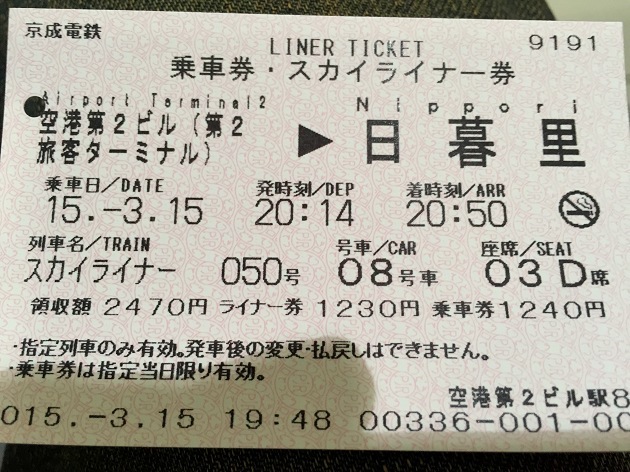 京成電鉄
LINER TICKET
9191
乗車券・スカイライナー券
Airport Terminal2
Nippori
空港第2ビル(第2
旅客ターミナル)
▶ 日暮里
乗車日/DATE 発時刻/DEP 着時刻/ARR
15.-3.15 20:14 20:50
列車名/TRAIN 号車/CAR 座席/SEAT
スカイライナー 050号 08号車 03D席
領収額 2470円 ライナー券 1230円 乗車券1240円
・指定列車のみ有効。発車後の変更・払戻しはできません。
・乗車券は指定当日限り有効。
空港第2ビル駅8
015.-3.15 19:48 00336-001-00